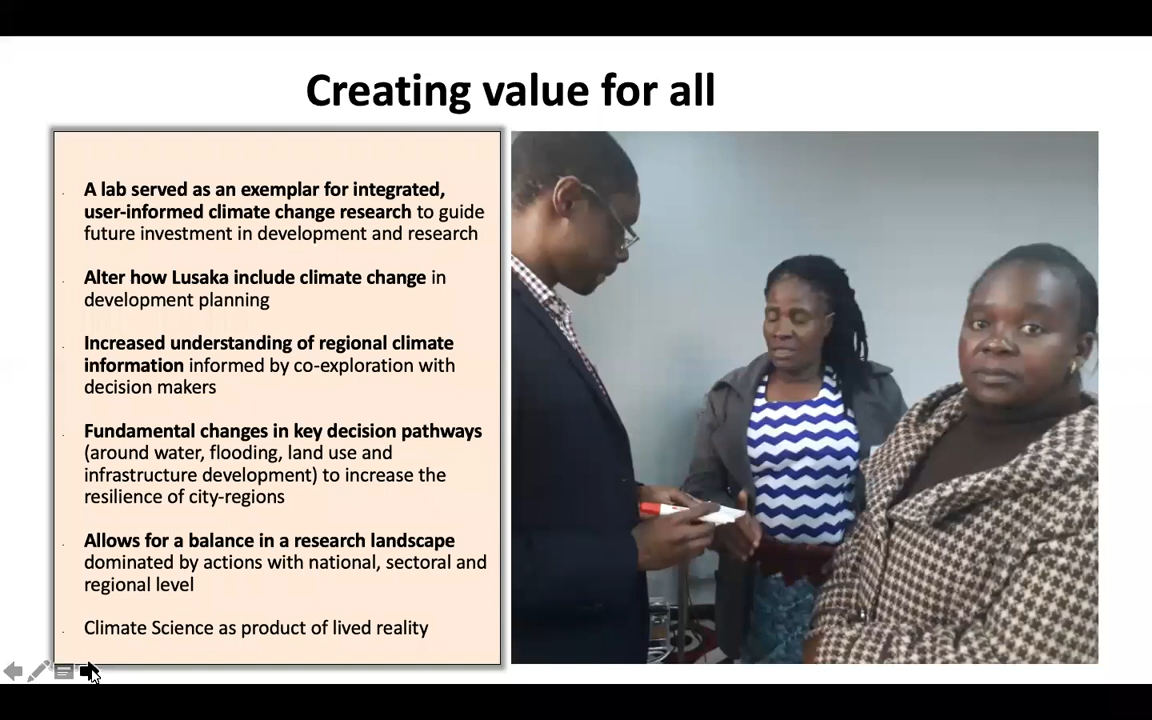 Creating value for all
A lab served as an exemplar for integrated,
user-informed climate change research to guide
future investment in development and research
Alter how Lusaka include climate change in
development planning
Increased understanding of regional climate
information informed by co-exploration with
decision makers
Fundamental changes in key decision pathways
(around water, flooding, land use and
infrastructure development) to increase the
resilience of city-regions
Allows for a balance in a research landscape
dominated by actions with national, sectoral and
regional level
Climate Science as product of lived reality